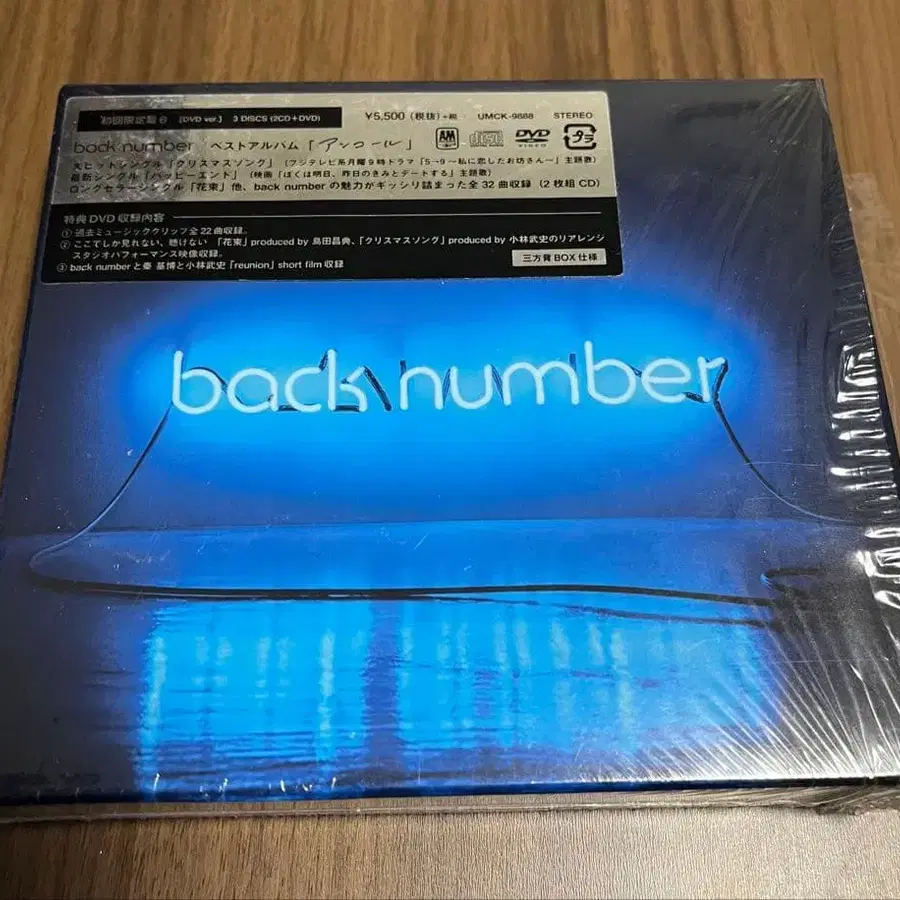 初回限定盤B [DVD ver.] 3 DISCS (2CD+DVD) ¥5,500 (税抜)+税 UMCK-9888 STEREO
back number ベストアルバム「アンコール」 A&M DVD VIDEO プラ
大ヒットシングル「クリスマスソング」(フジテレビ系月曜9時ドラマ「5→9〜私に恋したお坊さん〜」主題歌)
最新シングル「ハッピーエンド」(映画「ぼくは明日、昨日のきみとデートする」主題歌)
ロングセラーシングル「花束」他、back numberの魅力がギッシリ詰まった全32曲収録(2枚組CD)
特典DVD収録内容
① 過去ミュージッククリップ全22曲収録。
② ここでしか見れない、聴けない 「花束」produced by 島田昌典、「クリスマスソング」produced by 小林武史のリアレンジ
スタジオパフォーマンス映像収録。
③ back numberと秦 基博と小林武史「reunion」short film収録
三方背BOX仕様
back number